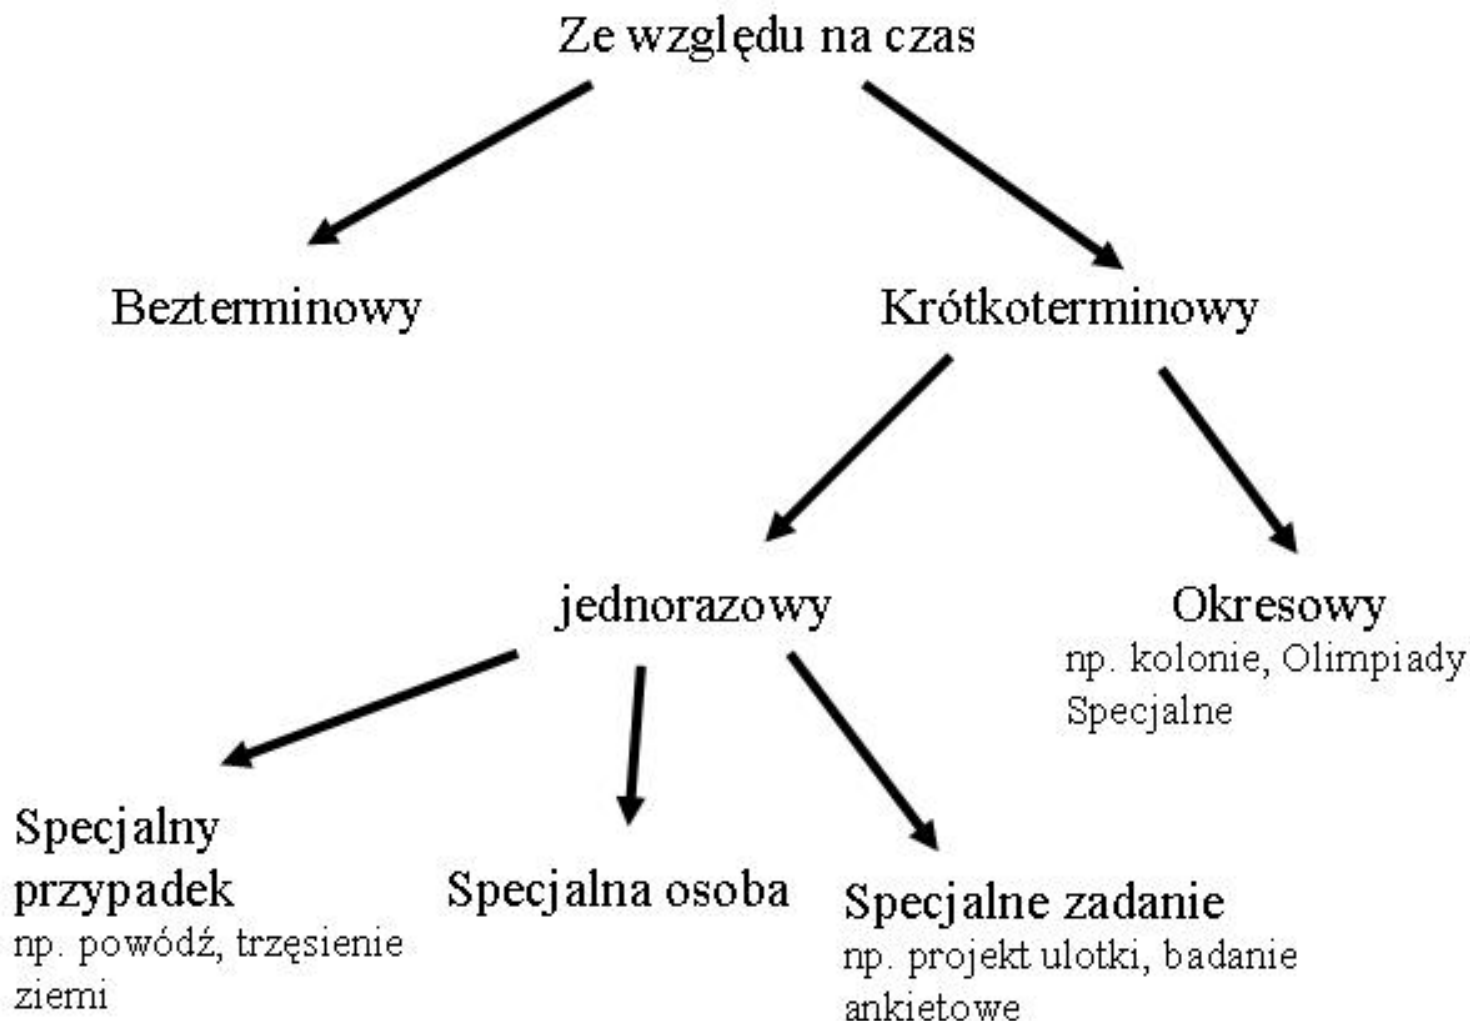 Ze względu na czas
Bezterminowy
Krótkoterminowy
jednorazowy
Okresowy
np. kolonie, Olimpiady
Specjalne
Specjalny
przypadek
np. powódź, trzęsienie
ziemi
Specjalna osoba
Specjalne zadanie
np. projekt ulotki, badanie
ankietowe